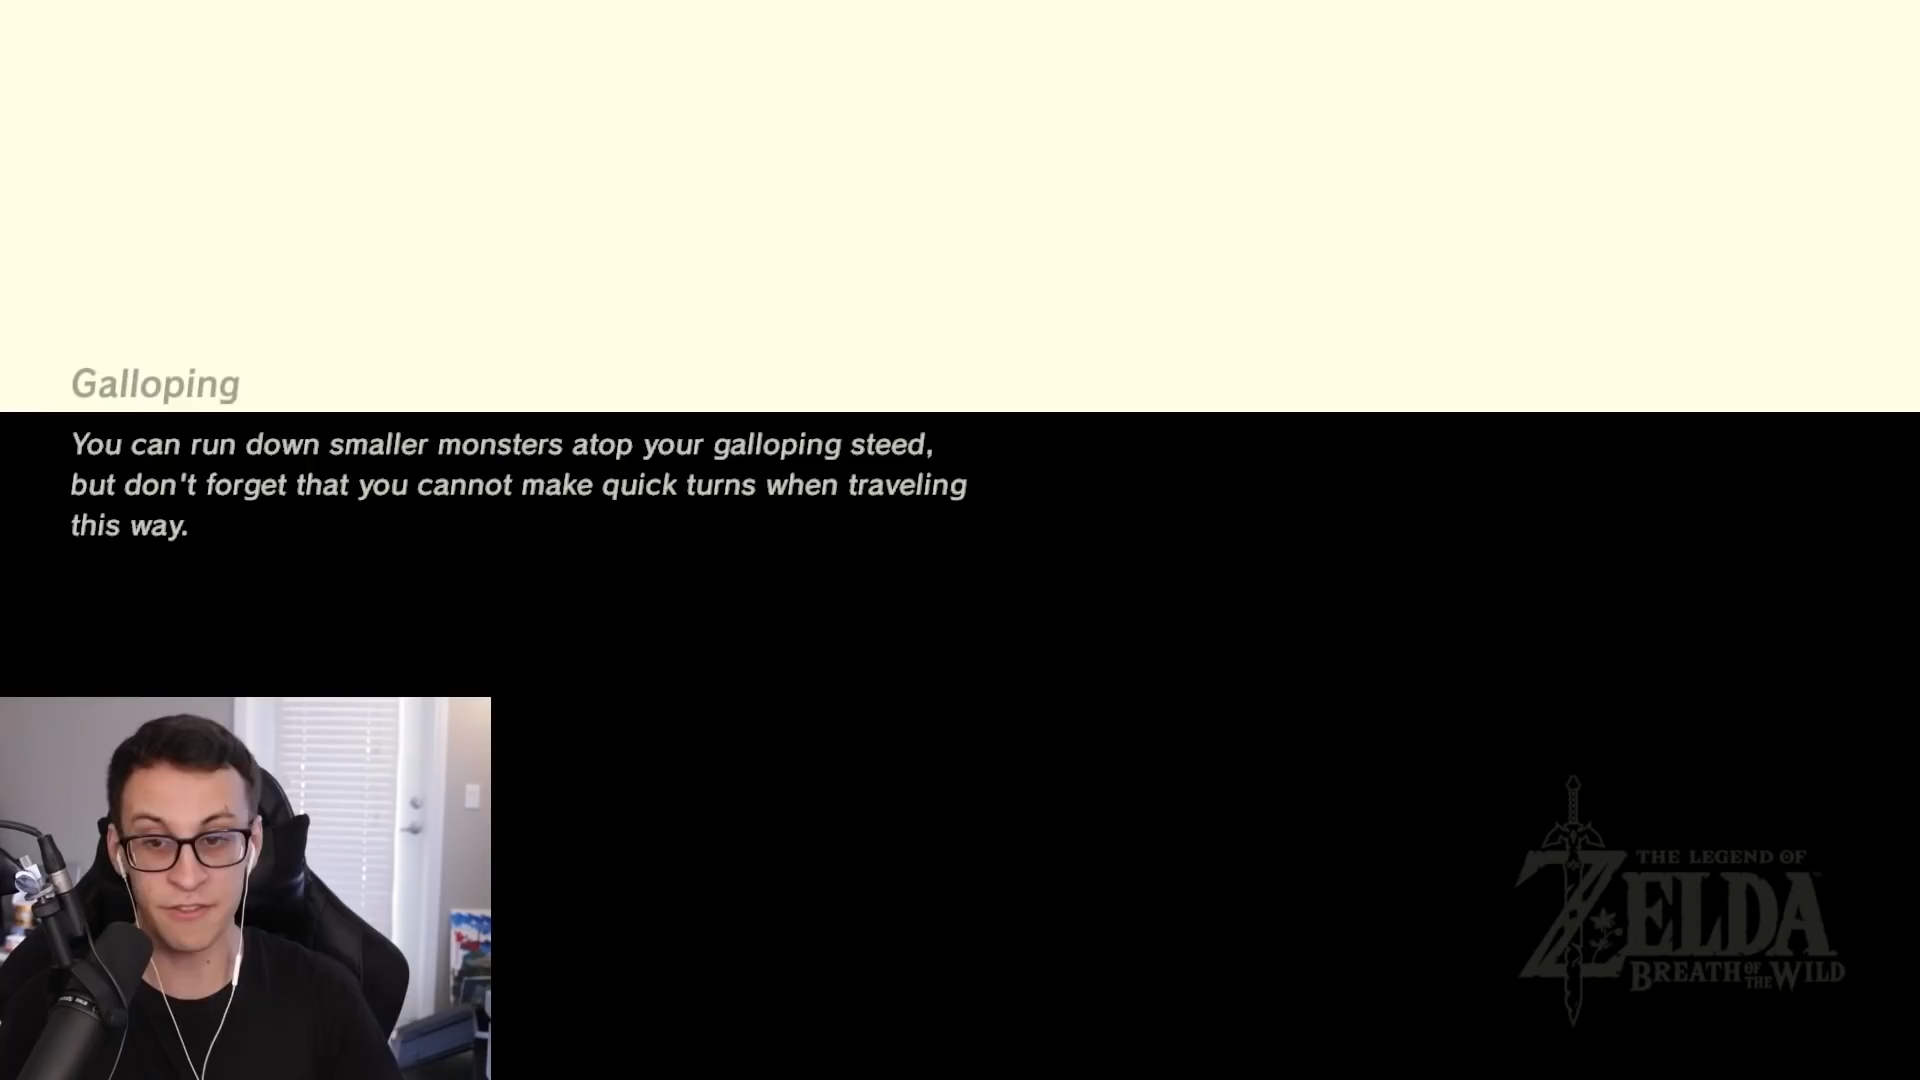 Galloping
You can run down smaller monsters atop your galloping steed,
but don't forget that you cannot make quick turns when traveling
this way.
THE LEGEND OF
ZELDA
BREATH OF THE WILD